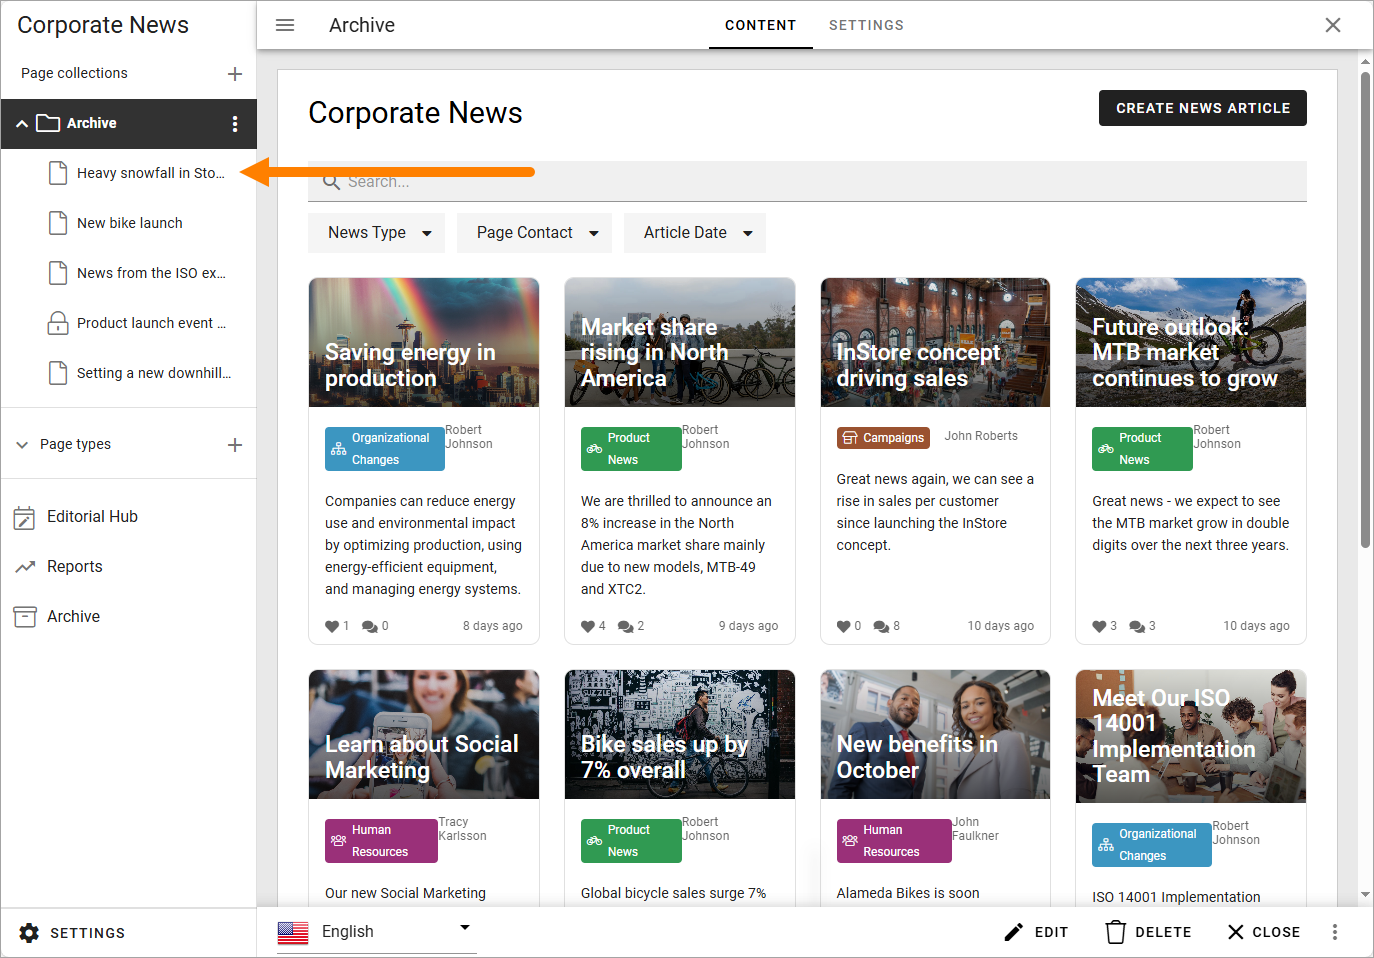 Corporate News
Archive
CONTENT
SETTINGS
Page collections
Archive
Heavy snowfall in Sto...
New bike launch
News from the ISO ex...
Product launch event ...
Setting a new downhill...
Page types
Editorial Hub
Reports
Archive
SETTINGS
Corporate News
CREATE NEWS ARTICLE
Search...
News Type
Page Contact
Article Date
Saving energy in
production
Organizational
Changes
Robert
Johnson
Companies can reduce energy
use and environmental impact
by optimizing production, using
energy-efficient equipment,
and managing energy systems.
1
0
8 days ago
Market share
rising in North
America
Product
News
Robert
Johnson
We are thrilled to announce an
8% increase in the North
America market share mainly
due to new models, MTB-49
and XTC2.
4
2
9 days ago
InStore concept
driving sales
Campaigns
John Roberts
Great news again, we can see a
rise in sales per customer
since launching the InStore
concept.
0
8
10 days ago
Future outlook:
MTB market
continues to grow
Product
News
Robert
Johnson
Great news - we expect to see
the MTB market grow in double
digits over the next three years.
3
3
10 days ago
Learn about Social
Marketing
Human
Resources
Tracy
Karlsson
Our new Social Marketing
Bike sales up by
7% overall
Product
News
Robert
Johnson
Global bicycle sales surge 7%
New benefits in
October
Human
Resources
John
Faulkner
Alameda Bikes is soon
Meet Our ISO
14001
Implementation
Team
Organizational
Changes
Robert
Johnson
ISO 14001 Implementation
English
EDIT
DELETE
CLOSE